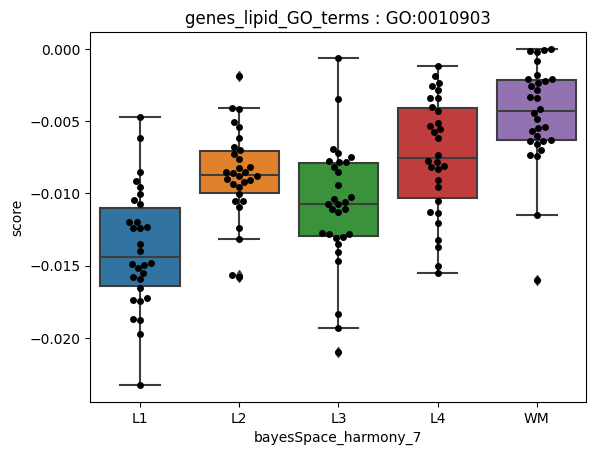 genes_lipid_GO_terms : GO:0010903
0.000
−0.005
−0.010
−0.015
−0.020
score
L1 L2 L3 L4 WM
bayesSpace_harmony_7